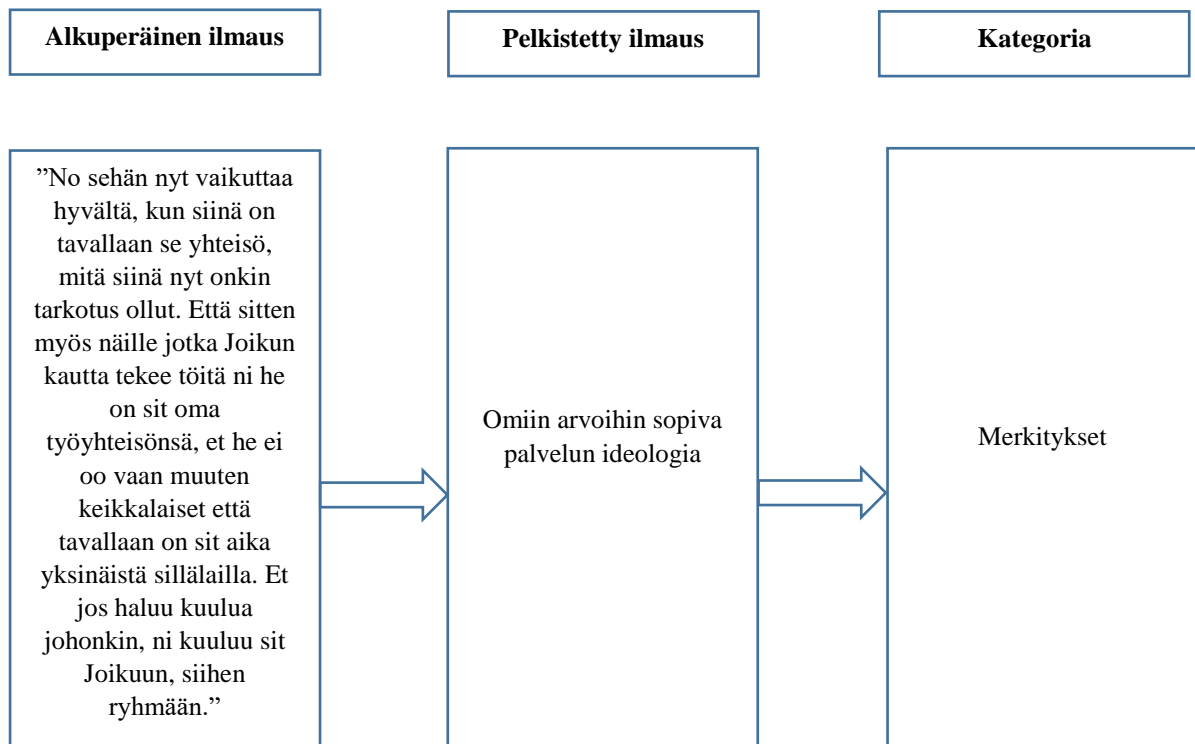 Alkuperäinen ilmaus
Pelkistetty ilmaus
Kategoria
”No sehän nyt vaikuttaa
hyvältä, kun siinä on
tavallaan se yhteisö,
mitä siinä nyt onkin
tarkotus ollut. Että sitten
myös näille jotka Joikun
kautta tekee töitä ni he
on sit oma
työyhteisönsä, et he ei
oo vaan muuten
keikkalaiset että
tavallaan on sit aika
yksinäistä sillälailla. Et
jos haluu kuulua
johonkin, ni kuuluu sit
Joikuun, siihen
ryhmään.”
Omiin arvoihin sopiva
palvelun ideologia
Merkitykset